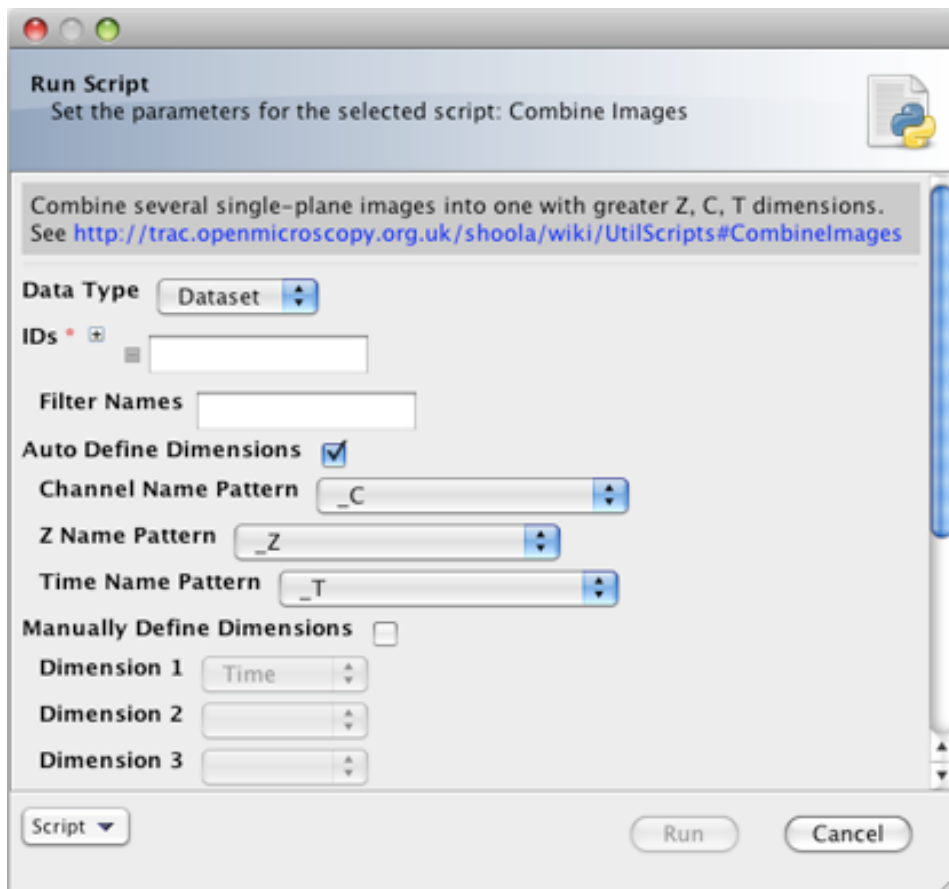 Run Script
Set the parameters for the selected script: Combine Images
Combine several single-plane images into one with greater Z, C, T dimensions.
See http://trac.openmicroscopy.org.uk/shoola/wiki/UtilScripts#CombineImages
Data Type Dataset
IDs *
Filter Names
Auto Define Dimensions
Channel Name Pattern _C
Z Name Pattern _Z
Time Name Pattern _T
Manually Define Dimensions
Dimension 1 Time
Dimension 2
Dimension 3
Script Run Cancel